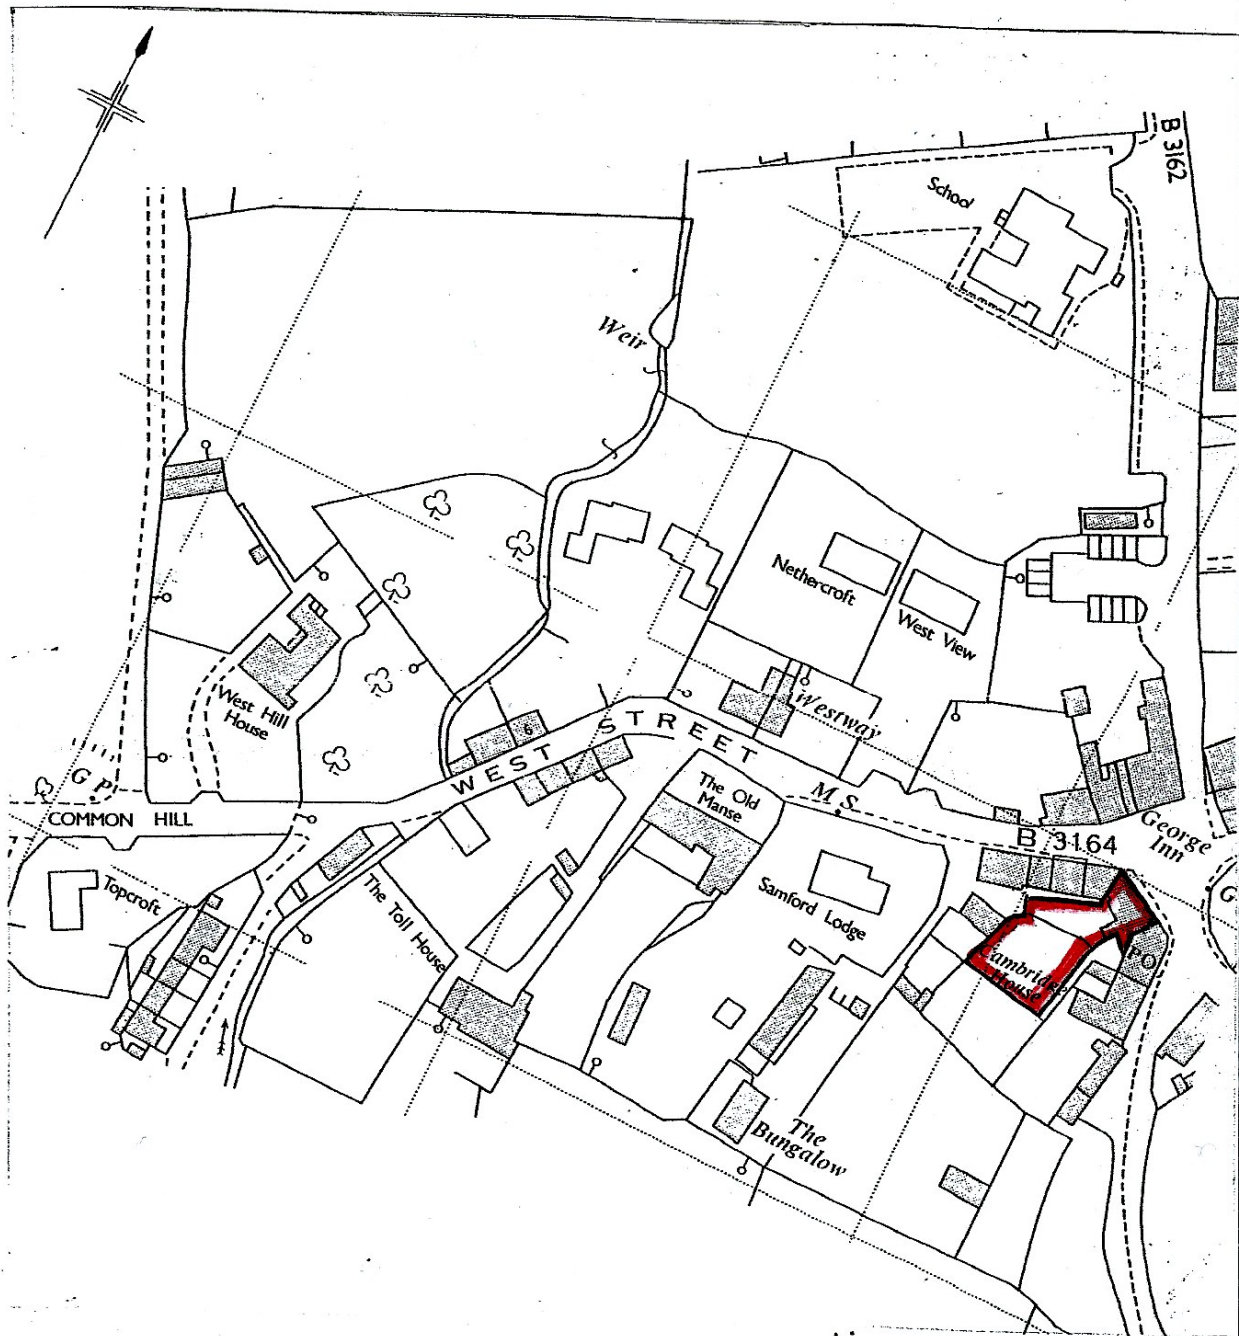 B 3162
School
Weir
Nethercroft
West View
West Hill
House
Westway
6
WEST STREET
G P
The Old
Manse
M S
COMMON HILL
B 3164
George
Inn
Topcroft
The Toll House
Samford Lodge
G
P O
Cambridge
House
The
Bungalow